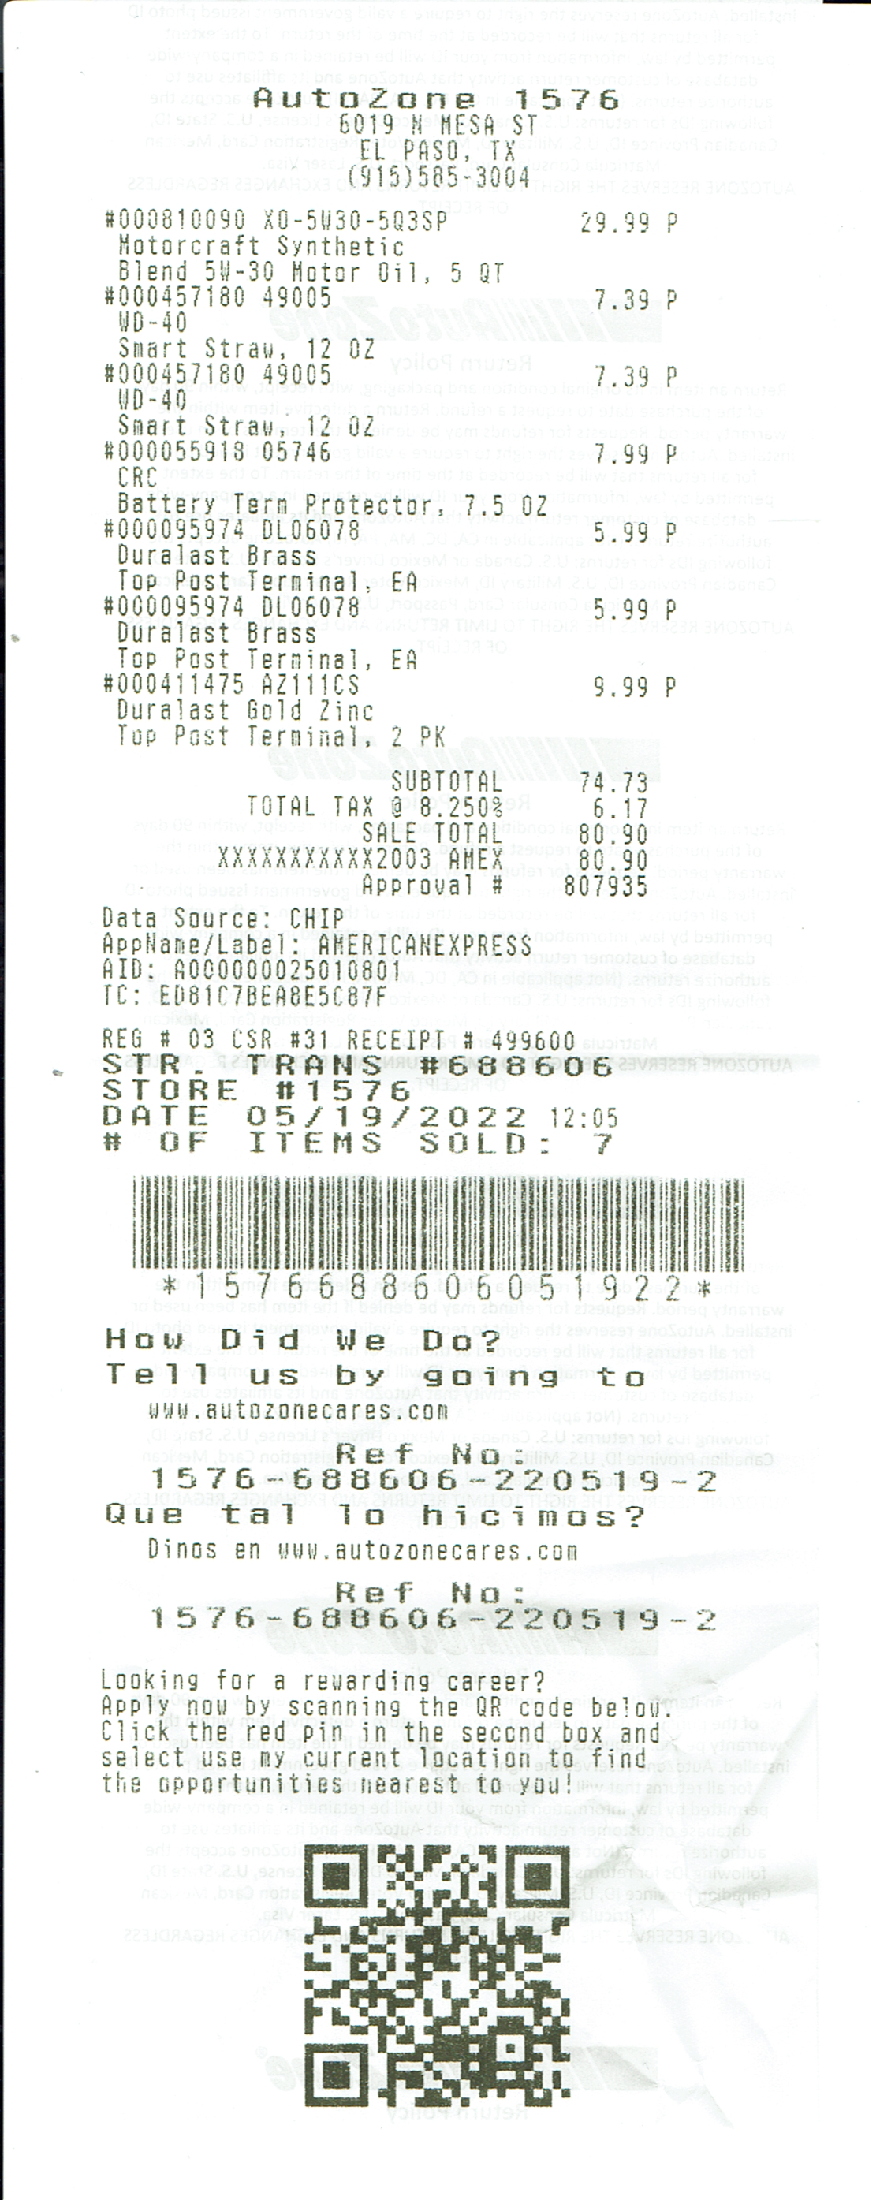 AutoZone 1576
6019 N MESA ST
EL PASO, TX
(915)585-3004
#000810090 XO-5W30-5Q3SP 29.99 P
Motorcraft Synthetic
Blend 5W-30 Motor Oil, 5 QT
#000457180 49005 7.39 P
WD-40
Smart Straw, 12 OZ
#000457180 49005 7.39 P
WD-40
Smart Straw, 12 OZ
#000055913 05746 7.99 P
CRC
Battery Term Protector, 7.5 OZ
#000095974 DL06078 5.99 P
Duralast Brass
Top Post Terminal, EA
#000095974 DL06078 5.99 P
Duralast Brass
Top Post Terminal, EA
#000411475 AZ111CS 9.99 P
Duralast Gold Zinc
Top Post Terminal, 2 PK
SUBTOTAL 74.73
TOTAL TAX @ 8.250% 6.17
SALE TOTAL 80.90
XXXXXXXXXXX2003 AMEX 80.90
Approval # 807935
Data Source: CHIP
AppName/Label: AMERICANEXPRESS
AID: A000000025010801
TC: ED81C7BEA8E5C87F
REG # 03 CSR #31 RECEIPT # 499600
STR. TRANS #688606
STORE #1576
DATE 05/19/2022 12:05
# OF ITEMS SOLD: 7
*1576688606051922*
How Did We Do?
Tell us by going to
www.autozonecares.com
Ref No:
1576-688606-220519-2
Que tal lo hicimos?
Dinos en www.autozonecares.com
Ref No:
1576-688606-220519-2
Looking for a rewarding career?
Apply now by scanning the QR code below.
Click the red pin in the second box and
select use my current location to find
the opportunities nearest to you!